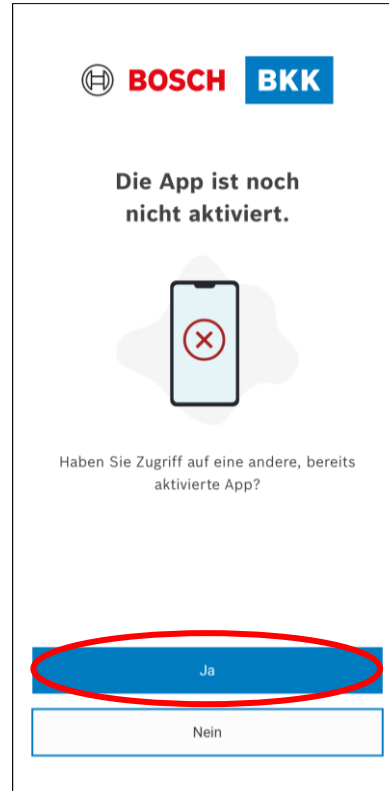 BOSCH BKK
Die App ist noch
nicht aktiviert.
Haben Sie Zugriff auf eine andere, bereits
aktivierte App?
Ja
Nein